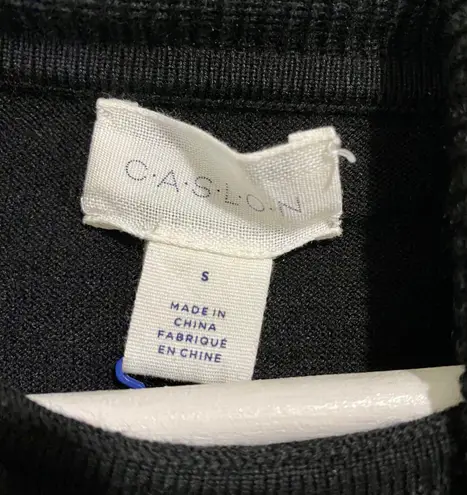 C·A·S·L·O·N
S
MADE IN
CHINA
FABRIQUÉ
EN CHINE